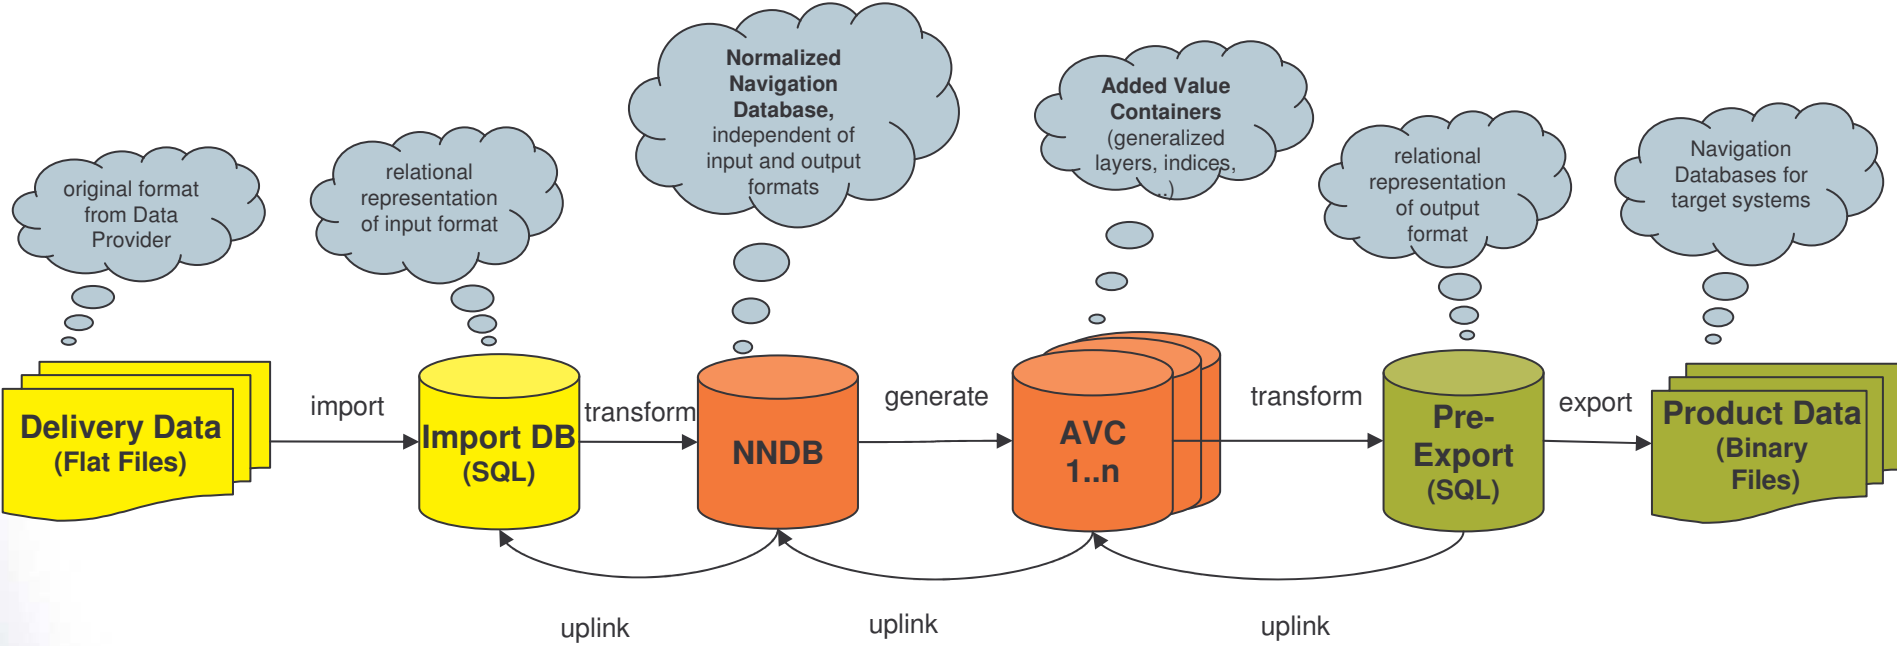 original format
from Data
Provider
relational
representation
of input format
Normalized
Navigation
Database,
independent of
input and output
formats
Added Value
Containers
(generalized
layers, indices,
..)
relational
representation
of output
format
Navigation
Databases for
target systems
Delivery Data
(Flat Files)
import
Import DB
(SQL)
transform
NNDB
generate
AVC
1..n
transform
Pre-
Export
(SQL)
export
Product Data
(Binary
Files)
uplink
uplink
uplink